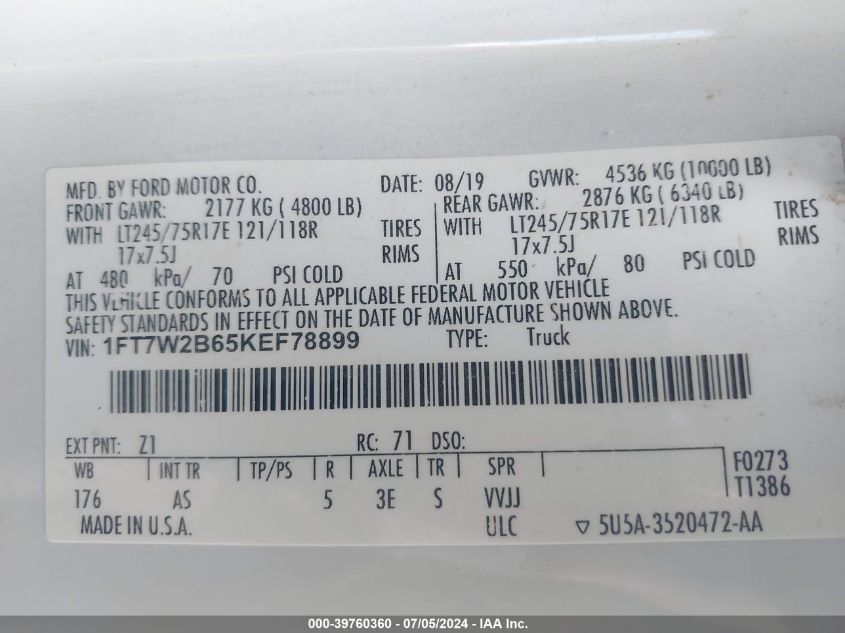 MFD. BY FORD MOTOR CO. DATE: 08/19 GVWR: 4536 KG (10000 LB)
FRONT GAWR: 2177 KG ( 4800 LB) REAR GAWR: 2876 KG ( 6340 LB)
WITH LT245/75R17E 121/118R TIRES WITH LT245/75R17E 121/118R TIRES
17x7.5J RIMS 17x7.5J RIMS
AT 480 kPa/ 70 PSI COLD AT 550 kPa/ 80 PSI COLD
THIS VEHICLE CONFORMS TO ALL APPLICABLE FEDERAL MOTOR VEHICLE
SAFETY STANDARDS IN EFFECT ON THE DATE OF MANUFACTURE SHOWN ABOVE.
VIN: 1FT7W2B65KEF78899 TYPE: Truck
EXT PNT: Z1 RC: 71 DSO:
WB INT TR TP/PS R AXLE TR SPR F0273
176 AS 5 3E S VVJJ T1386
MADE IN U.S.A. ULC ▽ 5U5A-3520472-AA
000-39760360 - 07/05/2024 - IAA Inc.